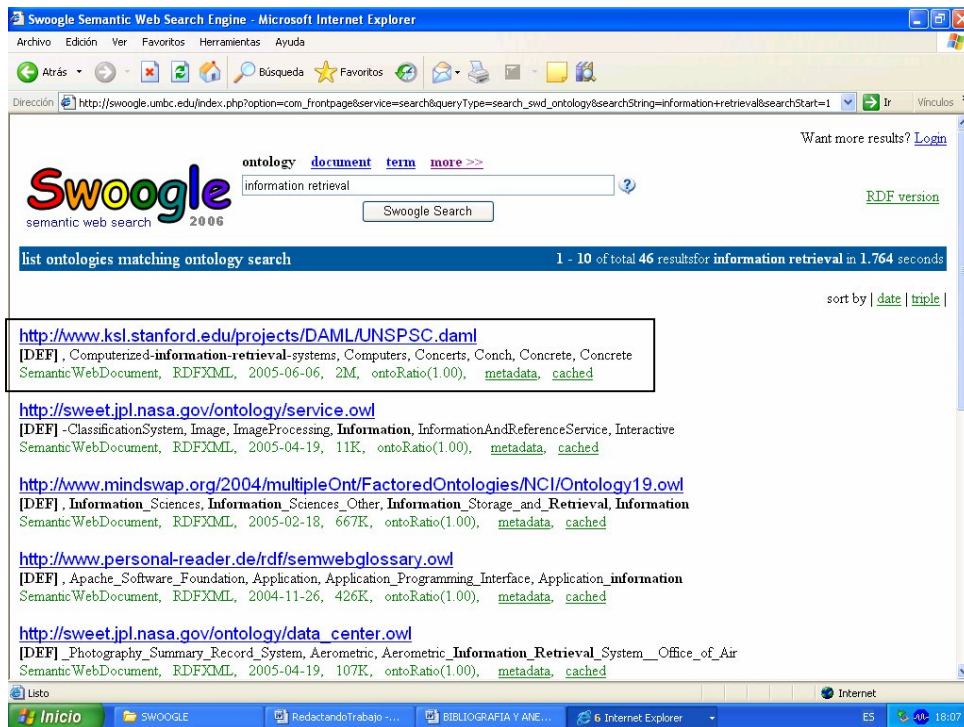 Swoogle Semantic Web Search Engine - Microsoft Internet Explorer
Archivo Edición Ver Favoritos Herramientas Ayuda
Atrás Búsqueda Favoritos
Dirección http://swoogle.umbc.edu/index.php?option=com_frontpage&service=search&queryType=search_swd_ontology&searchString=information+retrieval&searchStart=1 Ir Vínculos
Want more results? Login
ontology document term more >>
Swoogle
information retrieval
RDF version
Swoogle Search
semantic web search 2006
list ontologies matching ontology search 1 - 10 of total 46 resultsfor information retrieval in 1.764 seconds
sort by | date | triple |
http://www.ksl.stanford.edu/projects/DAML/UNSPSC.daml
[DEF] , Computerized-information-retrieval-systems, Computers, Concerts, Conch, Concrete, Concrete
SemanticWebDocument, RDFXML, 2005-06-06, 2M, ontoRatio(1.00), metadata, cached
http://sweet.jpl.nasa.gov/ontology/service.owl
[DEF] -ClassificationSystem, Image, ImageProcessing, Information, InformationAndReferenceService, Interactive
SemanticWebDocument, RDFXML, 2005-04-19, 11K, ontoRatio(1.00), metadata, cached
http://www.mindswap.org/2004/multipleOnt/FactoredOntologies/NCI/Ontology19.owl
[DEF] , Information_Sciences, Information_Sciences_Other, Information_Storage_and_Retrieval, Information
SemanticWebDocument, RDFXML, 2005-02-18, 667K, ontoRatio(1.00), metadata, cached
http://www.personal-reader.de/rdf/semwebglossary.owl
[DEF] , Apache_Software_Foundation, Application, Application_Programming_Interface, Application_information
SemanticWebDocument, RDFXML, 2004-11-26, 426K, ontoRatio(1.00), metadata, cached
http://sweet.jpl.nasa.gov/ontology/data_center.owl
[DEF] _Photography_Summary_Record_System, Aerometric, Aerometric_Information_Retrieval_System__Office_of_Air
SemanticWebDocument, RDFXML, 2005-04-19, 107K, ontoRatio(1.00), metadata, cached
Listo Internet
Inicio SWOOGLE RedactandoTrabajo -... BIBLIOGRAFIA Y ANE... 6 Internet Explorer ES 18:07